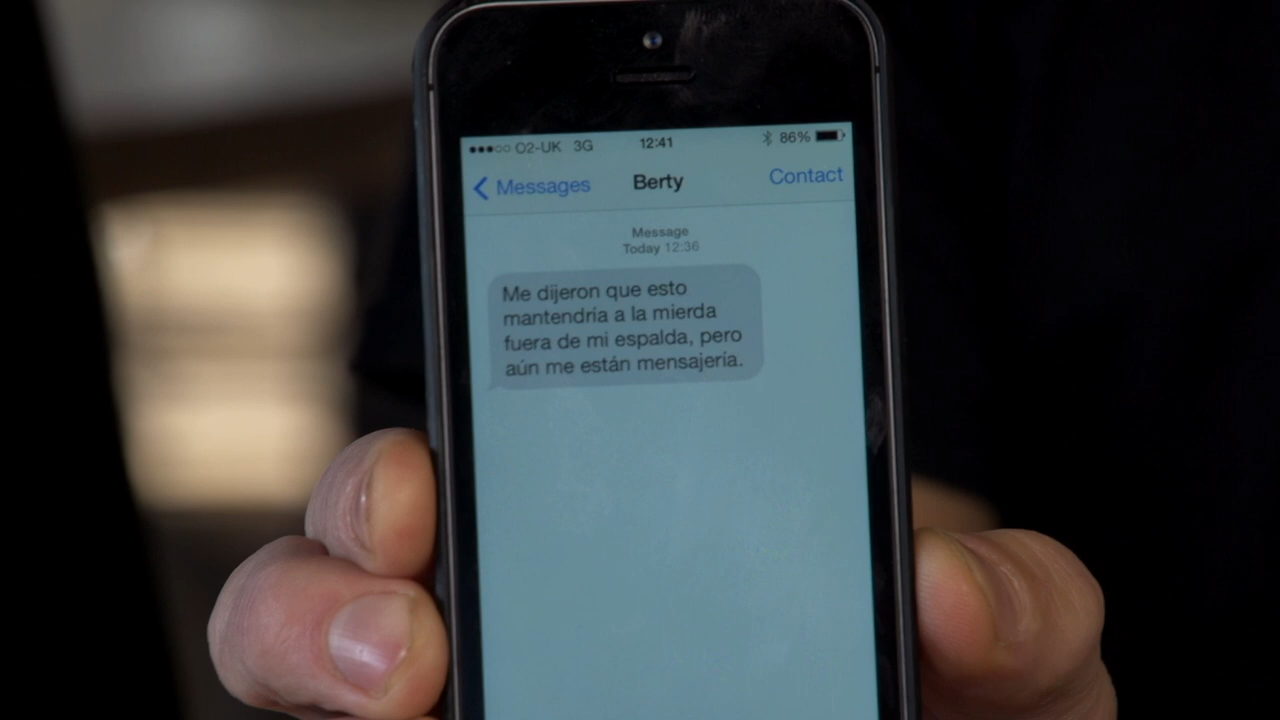 O2-UK 3G 12:41 86%
Messages Berty Contact
Message
Today 12:36
Me dijeron que esto
mantendría a la mierda
fuera de mi espalda, pero
aún me están mensajería.